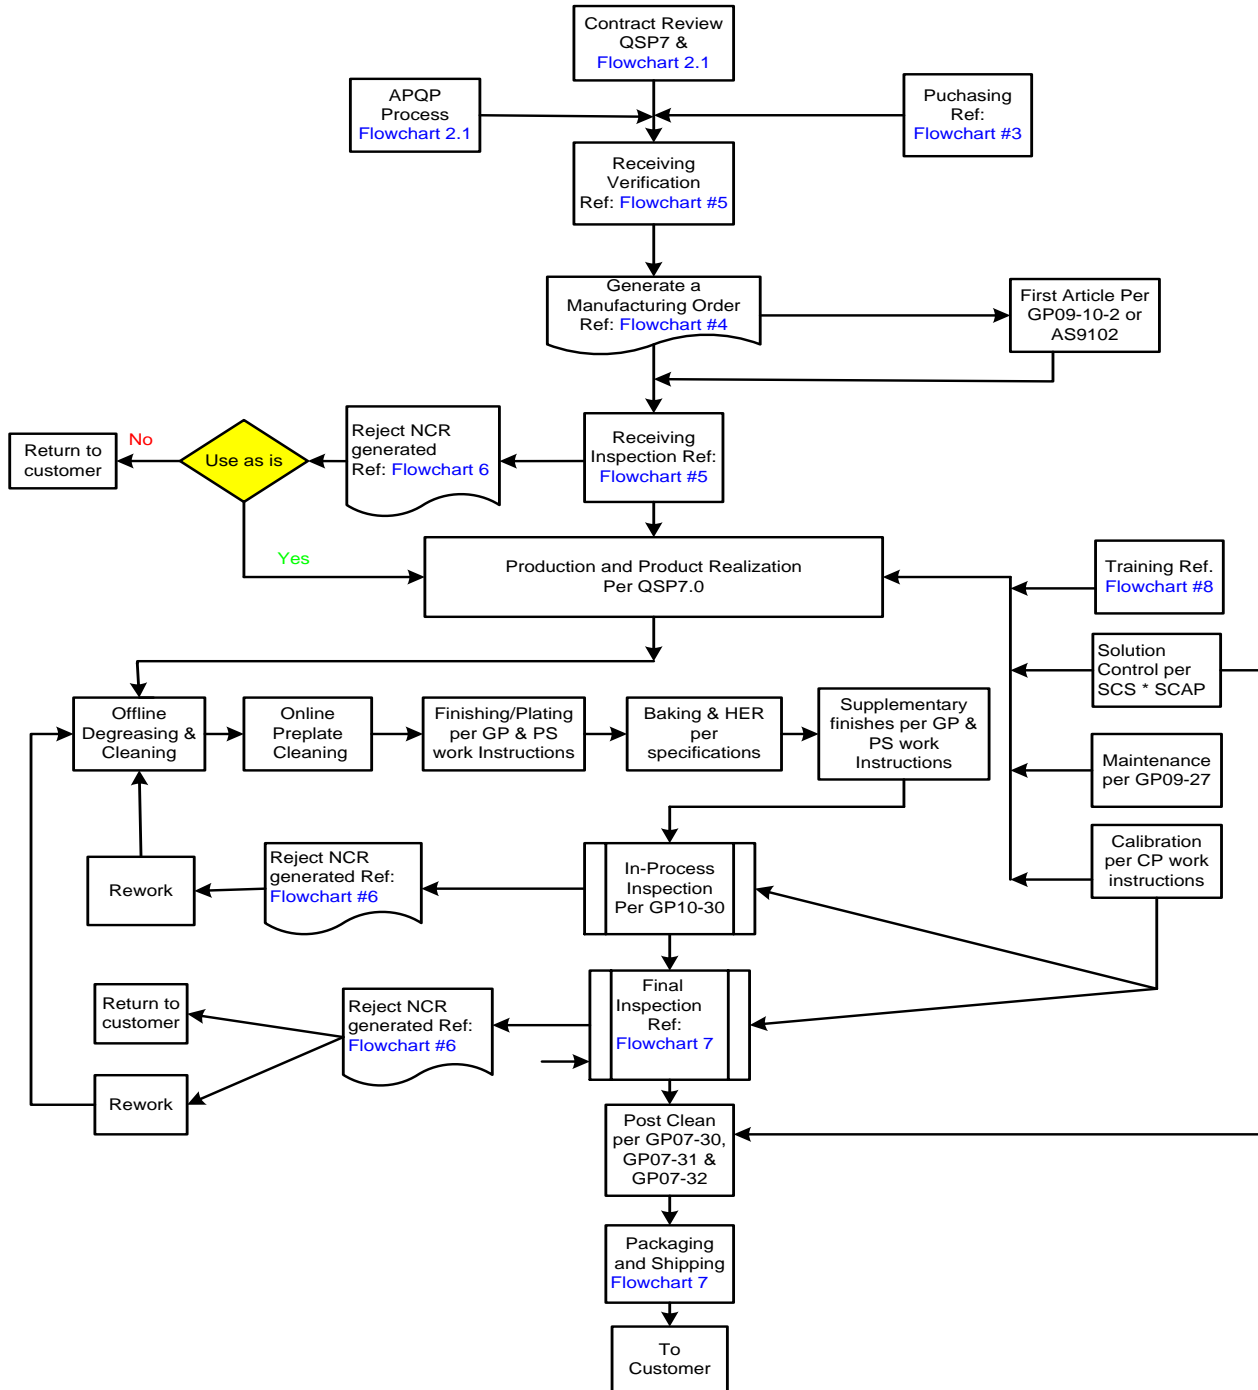 Contract Review
QSP7 &
Flowchart 2.1
APQP
Process
Flowchart 2.1
Puchasing
Ref:
Flowchart #3
Receiving
Verification
Ref: Flowchart #5
Generate a
Manufacturing Order
Ref: Flowchart #4
First Article Per
GP09-10-2 or
AS9102
Return to
customer
No
Use as is
Reject NCR
generated
Ref: Flowchart 6
Receiving
Inspection Ref:
Flowchart #5
Yes
Production and Product Realization
Per QSP7.0
Training Ref.
Flowchart #8
Solution
Control per
SCS * SCAP
Maintenance
per GP09-27
Calibration
per CP work
instructions
Offline
Degreasing &
Cleaning
Online
Preplate
Cleaning
Finishing/Plating
per GP & PS
work Instructions
Baking & HER
per
specifications
Supplementary
finishes per GP &
PS work
Instructions
Rework
Reject NCR
generated Ref:
Flowchart #6
In-Process
Inspection
Per GP10-30
Return to
customer
Rework
Reject NCR
generated Ref:
Flowchart #6
Final
Inspection
Ref:
Flowchart 7
Post Clean
per GP07-30,
GP07-31 &
GP07-32
Packaging
and Shipping
Flowchart 7
To
Customer